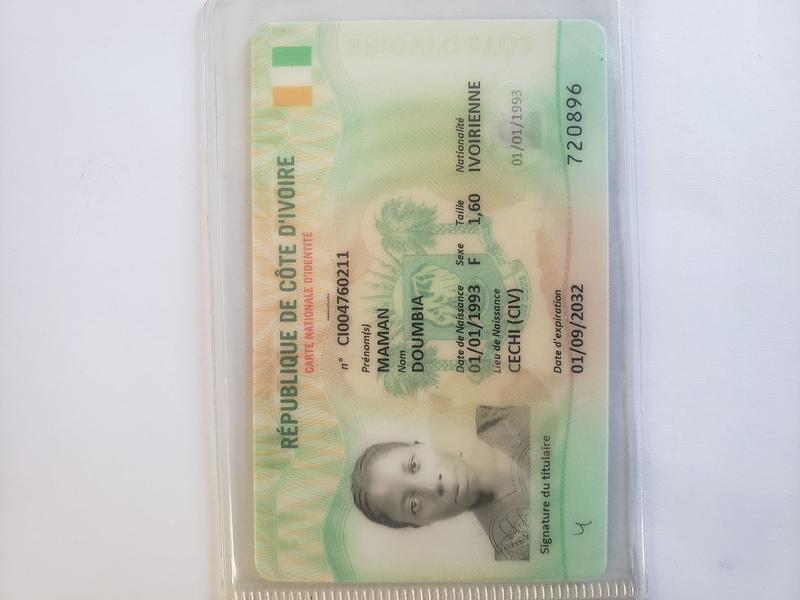 RÉPUBLIQUE DE CÔTE D'IVOIRE
CARTE NATIONALE D'IDENTITÉ
n° CI004760211
Prénom(s)
MAMAN
Nom
DOUMBIA
Date de Naissance Sexe Taille Nationalité
01/01/1993 F 1,60 IVOIRIENNE
Lieu de Naissance
CECHI (CIV)
01/01/1993
Date d'expiration
01/09/2032
720896
Signature du titulaire
CÔTE D'IVOIRE